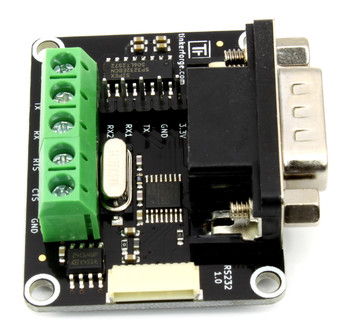 tinkerforge.com
TF
3.3V
GND
TX
RX1
RX2
TX
RX
RTS
CTS
GND
RS232
1.0